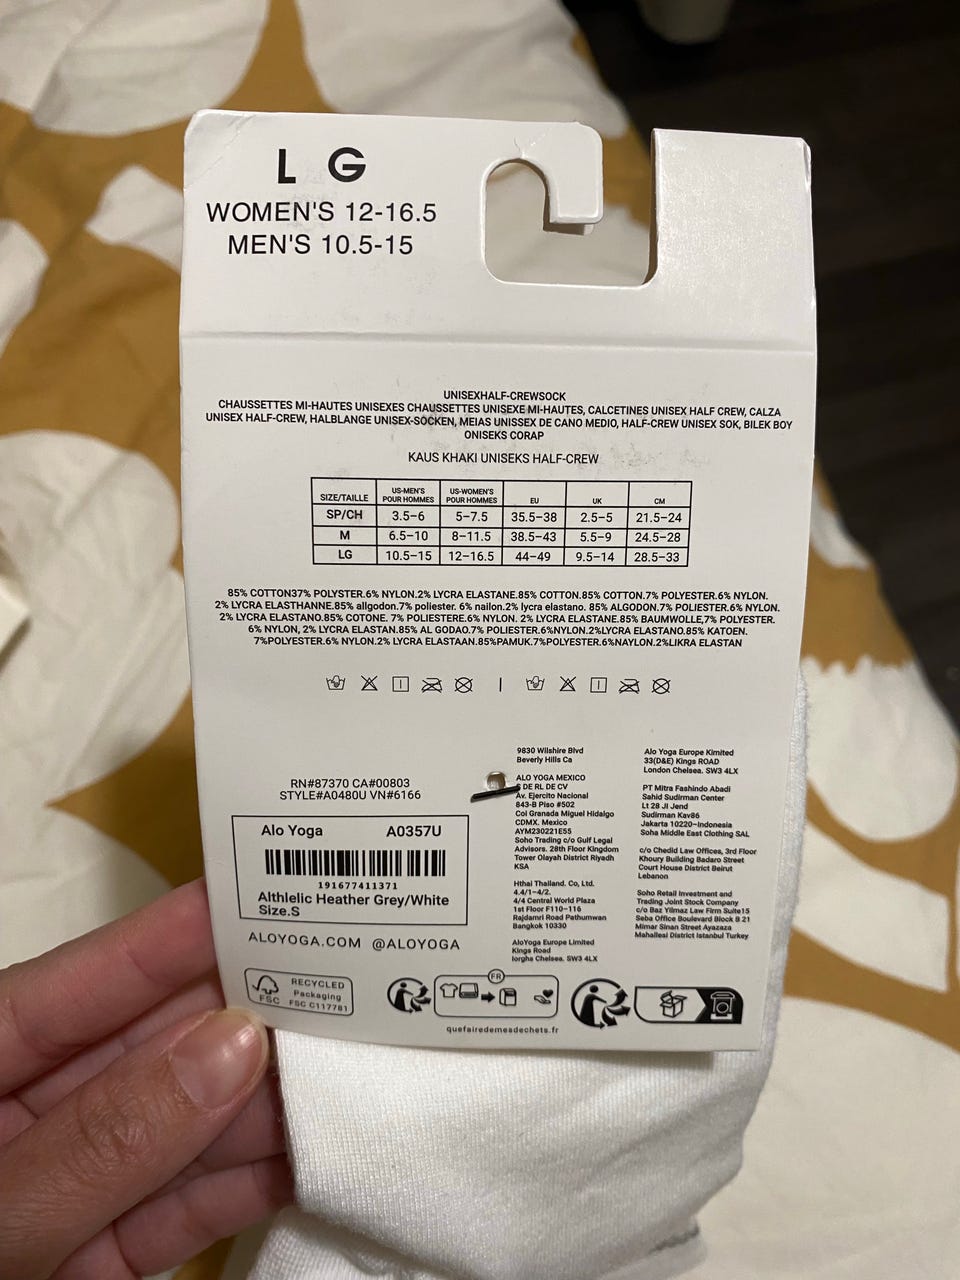 LG
WOMEN'S 12-16.5
MEN'S 10.5-15
UNISEXHALF-CREWSOCK
CHAUSSETTES MI-HAUTES UNISEXES CHAUSSETTES UNISEXE MI-HAUTES, CALCETINES UNISEX HALF CREW, CALZA
UNISEX HALF-CREW, HALBLANGE UNISEX-SOCKEN, MEIAS UNISSEX DE CANO MEDIO, HALF-CREW UNISEX SOK, BILEK BOY
ONISEKS CORAP
KAUS KHAKI UNISEKS HALF-CREW
SIZE/TAILLE US-MEN'S POUR HOMMES US-WOMEN'S POUR HOMMES EU UK CM
SP/CH 3.5-6 5-7.5 35.5-38 2.5-5 21.5-24
M 6.5-10 8-11.5 38.5-43 5.5-9 24.5-28
LG 10.5-15 12-16.5 44-49 9.5-14 28.5-33
85% COTTON37% POLYSTER.6% NYLON.2% LYCRA ELASTANE.85% COTTON.85% COTTON.7% POLYESTER.6% NYLON.
2% LYCRA ELASTHANNE.85% allgodon.7% poliester. 6% nailon.2% lycra elastano. 85% ALGODON.7% POLIESTER.6% NYLON.
2% LYCRA ELASTANO.85% COTONE. 7% POLIESTERE.6% NYLON. 2% LYCRA ELASTANE.85% BAUMWOLLE,7% POLYESTER.
6% NYLON, 2% LYCRA ELASTAN.85% AL GODAO.7% POLIESTER.6%NYLON.2%LYCRA ELASTANO.85% KATOEN.
7%POLYESTER.6% NYLON.2% LYCRA ELASTAAN.85%PAMUK.7%POLYESTER.6%NAYLON.2%LIKRA ELASTAN
RN#87370 CA#00803
STYLE#A0480U VN#6166
Alo Yoga A0357U
191677411371
Althlelic Heather Grey/White
Size.S
ALOYOGA.COM @ALOYOGA
9830 Wilshire Blvd
Beverly Hills Ca
ALO YOGA MEXICO
S DE RL DE CV
Av. Ejercito Nacional
843-B Piso #502
Col Granada Miguel Hidalgo
CDMX. Mexico
AYM230221E55
Soho Trading c/o Gulf Legal
Advisors. 28th Floor Kingdom
Tower Olayah District Riyadh
KSA
Hthai Thailand. Co, Ltd.
4.4/1-4/2.
4/4 Central World Plaza
1st Floor F110-116
Rajdamri Road Pathumwan
Bangkok 10330
AloYoga Europe Limited
Kings Road
lorghs Chelsea. SW3 4LX
Alo Yoga Europe Kimited
33(D&E) Kings ROAD
London Chelsea. SW3 4LX
PT Mitra Fashindo Abadi
Sahid Sudirman Center
Lt 28 Jl Jend
Sudirman Kav86
Jakarta 10220-Indonesia
Soha Middle East Clothing SAL
c/o Chedid Law Offices, 3rd Floor
Khoury Building Badaro Street
Court House District Beirut
Lebanon
Soho Retail Investment and
Trading Joint Stock Company
c/o Baz Yilmaz Law Firm Suite15
Seba Office Boulevard Block B 21
Mimar Sinan Street Ayazaza
Mahallesi District Istanbul Turkey
FSC
RECYCLED
Packaging
FSC C117781
FR
quefairedemesdechets.fr